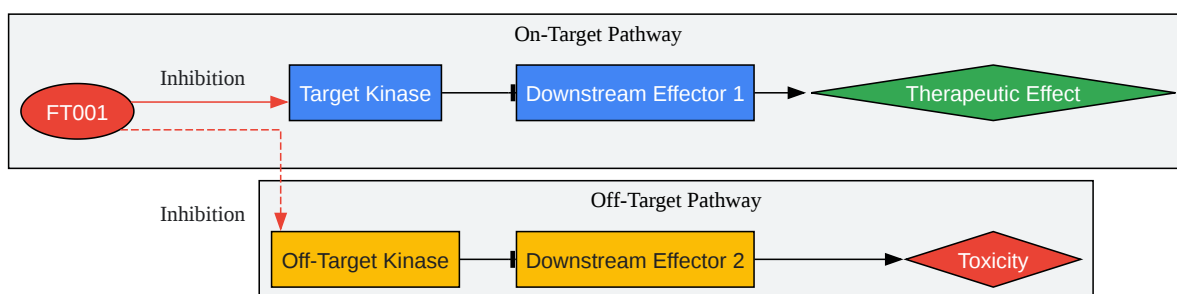 On-Target Pathway
Inhibition
FT001
Target Kinase
Downstream Effector 1
Therapeutic Effect
Off-Target Pathway
Inhibition
Off-Target Kinase
Downstream Effector 2
Toxicity